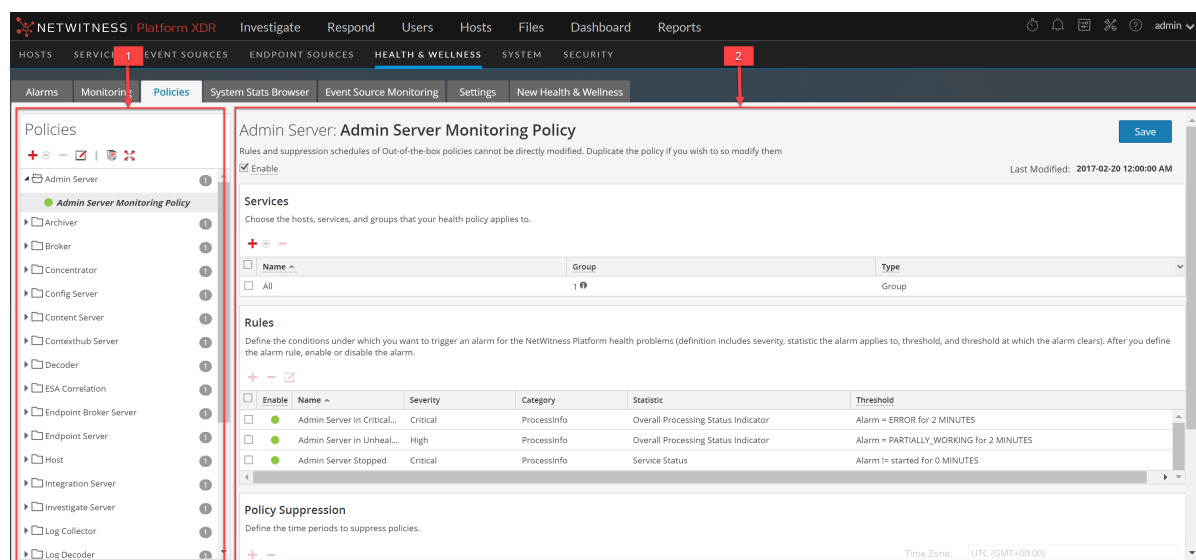 NETWITNESS Platform XDR Investigate Respond Users Hosts Files Dashboard Reports admin
HOSTS SERVIC 1 EVENT SOURCES ENDPOINT SOURCES HEALTH & WELLNESS SYSTEM SECURITY 2
Alarms Monitoring Policies System Stats Browser Event Source Monitoring Settings New Health & Wellness
Policies
Admin Server 1
Admin Server Monitoring Policy
Archiver 1
Broker 1
Concentrator 1
Config Server 1
Content Server 1
Contexthub Server 1
Decoder 1
ESA Correlation 1
Endpoint Broker Server 1
Endpoint Server 1
Host 1
Integration Server 1
Investigate Server 1
Log Collector 1
Log Decoder
Admin Server: Admin Server Monitoring Policy Save
Rules and suppression schedules of Out-of-the-box policies cannot be directly modified. Duplicate the policy if you wish to so modify them
Enable Last Modified: 2017-02-20 12:00:00 AM
Services
Choose the hosts, services, and groups that your health policy applies to.
Name Group Type
All 1 Group
Rules
Define the conditions under which you want to trigger an alarm for the NetWitness Platform health problems (definition includes severity, statistic the alarm applies to, threshold, and threshold at which the alarm clears). After you define
the alarm rule, enable or disable the alarm.
Enable Name Severity Category Statistic Threshold
Admin Server in Critical... Critical ProcessInfo Overall Processing Status Indicator Alarm = ERROR for 2 MINUTES
Admin Server in Unheal... High ProcessInfo Overall Processing Status Indicator Alarm = PARTIALLY_WORKING for 2 MINUTES
Admin Server Stopped Critical ProcessInfo Service Status Alarm != started for 0 MINUTES
Policy Suppression
Define the time periods to suppress policies.
Time Zone: UTC (GMT+00:00)